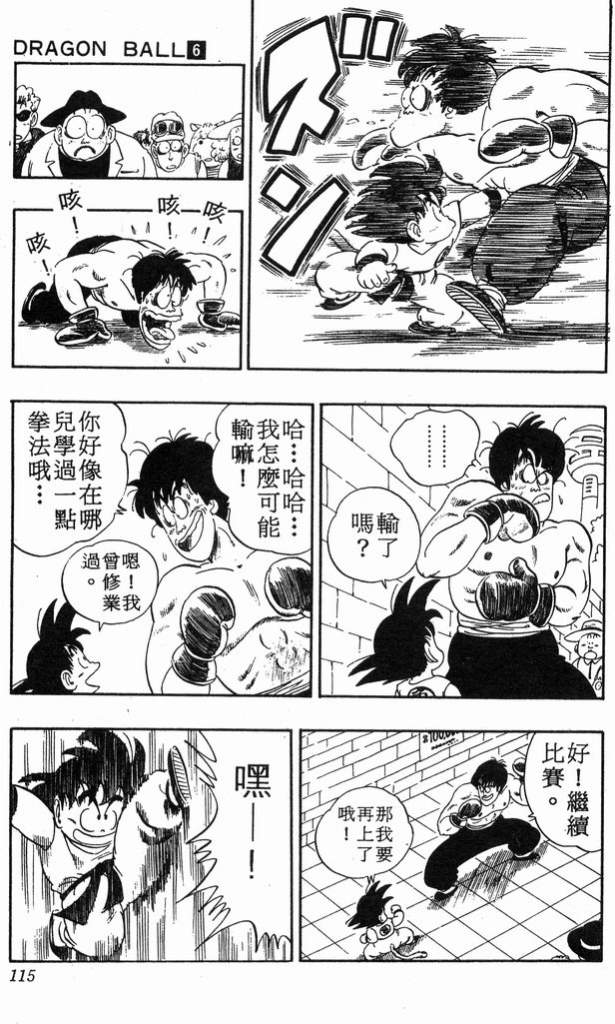 DRAGON BALL 6
ズン
咳!
咳!
咳!
咳!
⋯⋯
輸了
嗎?
哈…哈哈…
我怎麼可能
輸嘛!
你好像在哪
兒學過一點
拳法哦…
嗯!我
曾修業
過。
好!繼續
比賽。
那我要
再上了
哦!
嘿——!
115